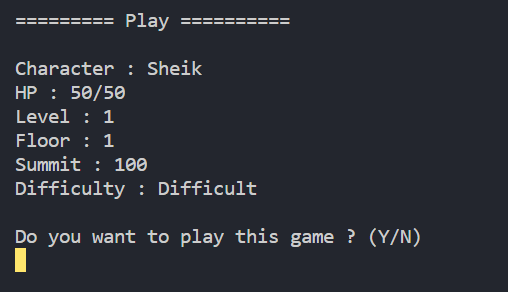 ========= Play ==========
Character : Sheik
HP : 50/50
Level : 1
Floor : 1
Summit : 100
Difficulty : Difficult
Do you want to play this game ? (Y/N)